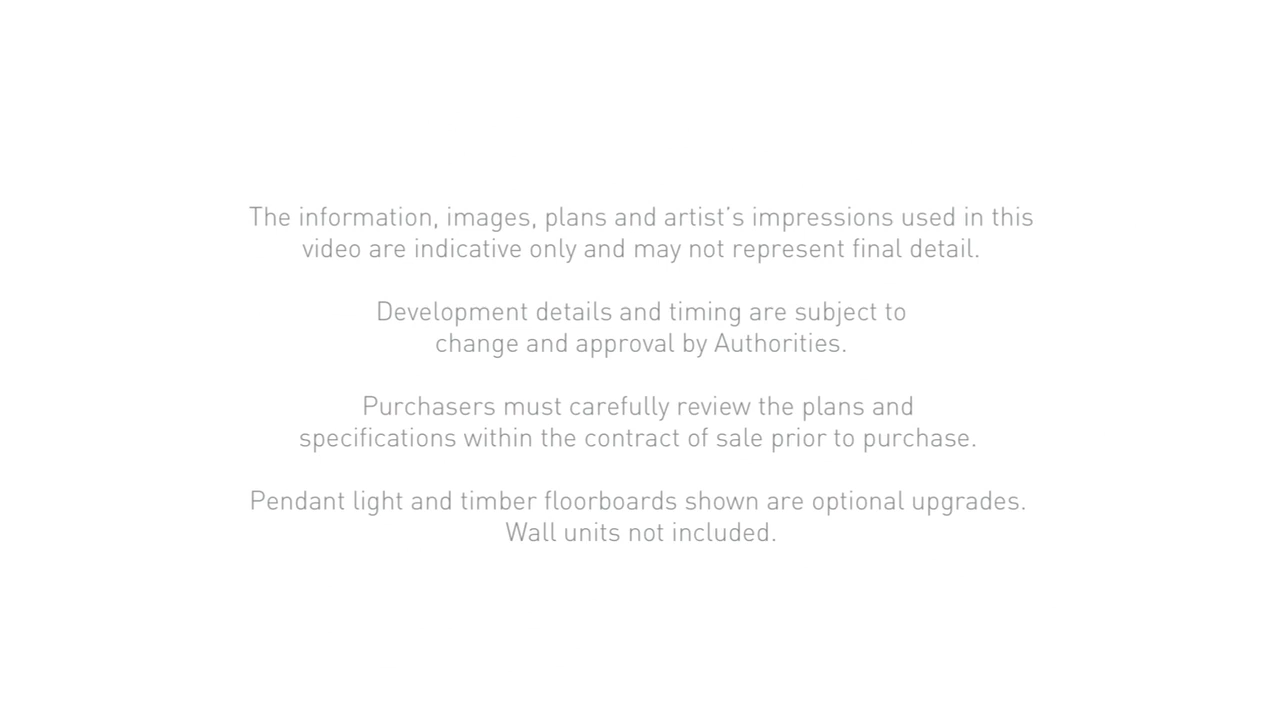 The information, images, plans and artist's impressions used in this
video are indicative only and may not represent final detail.
Development details and timing are subject to
change and approval by Authorities.
Purchasers must carefully review the plans and
specifications within the contract of sale prior to purchase.
Pendant light and timber floorboards shown are optional upgrades.
Wall units not included.